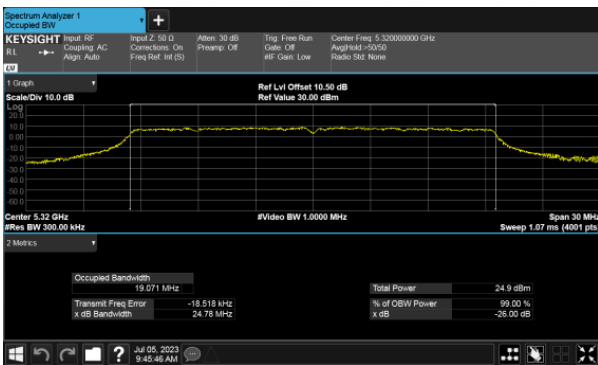 Spectrum Analyzer 1
Occupied BW
KEYSIGHT
RL
LXI
Input: RF
Coupling: AC
Align: Auto
Input Z: 50 Ω
Corrections: On
Freq Ref: Int (S)
Atten: 30 dB
Preamp: Off
Trig: Free Run
Gate: Off
#IF Gain: Low
Center Freq: 5.320000000 GHz
Avg|Hold:>50/50
Radio Std: None
1 Graph
Scale/Div 10.0 dB
Ref Lvl Offset 10.50 dB
Ref Value 30.00 dBm
Log
20.0
10.0
0.00
-10.0
-20.0
-30.0
-40.0
-50.0
-60.0
Center 5.32 GHz
#Video BW 1.0000 MHz
Span 30 MHz
#Res BW 300.00 kHz
Sweep 1.07 ms (4001 pts
2 Metrics
Occupied Bandwidth
19.071 MHz
Total Power 24.9 dBm
Transmit Freq Error -18.518 kHz
% of OBW Power 99.00 %
x dB Bandwidth 24.78 MHz
x dB -26.00 dB
?
Jul 05, 2023
9:45:46 AM